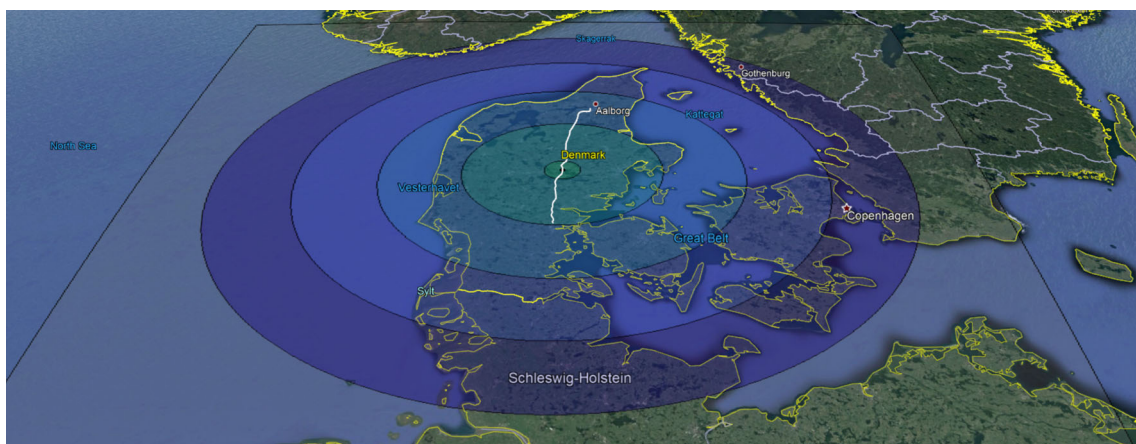 Skagerrak
Gothenburg
Aalborg
Kattegat
North Sea
Denmark
Vesterhavet
Copenhagen
Great Belt
Sylt
Schleswig-Holstein